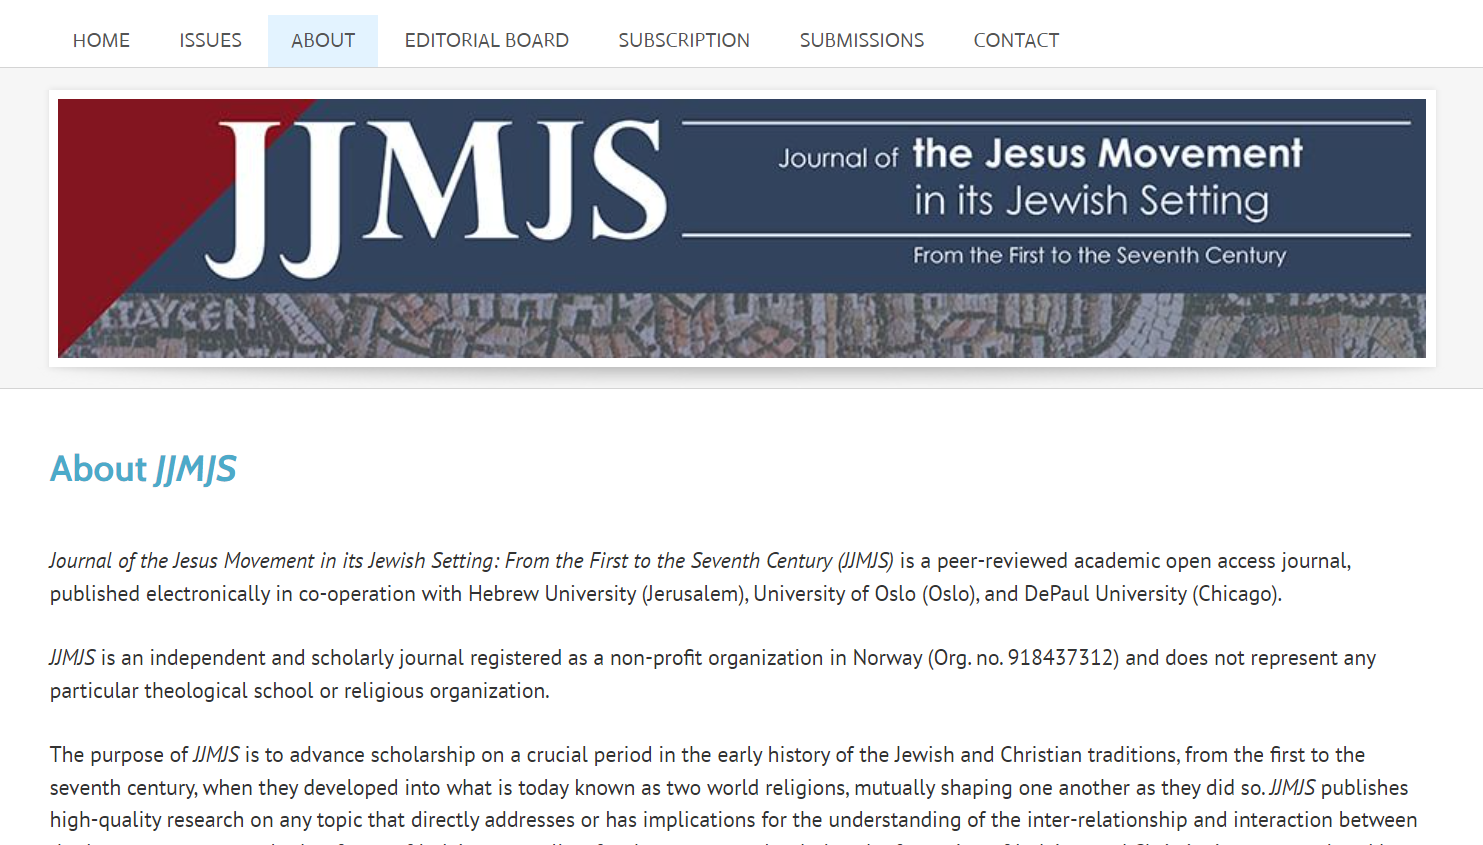 HOME ISSUES ABOUT EDITORIAL BOARD SUBSCRIPTION SUBMISSIONS CONTACT
JJMJS
Journal of the Jesus Movement
in its Jewish Setting
From the First to the Seventh Century
About JJMJS
Journal of the Jesus Movement in its Jewish Setting: From the First to the Seventh Century (JJMJS) is a peer-reviewed academic open access journal,
published electronically in co-operation with Hebrew University (Jerusalem), University of Oslo (Oslo), and DePaul University (Chicago).
JJMJS is an independent and scholarly journal registered as a non-profit organization in Norway (Org. no. 918437312) and does not represent any
particular theological school or religious organization.
The purpose of JJMJS is to advance scholarship on a crucial period in the early history of the Jewish and Christian traditions, from the first to the
seventh century, when they developed into what is today known as two world religions, mutually shaping one another as they did so. JJMJS publishes
high-quality research on any topic that directly addresses or has implications for the understanding of the inter-relationship and interaction between